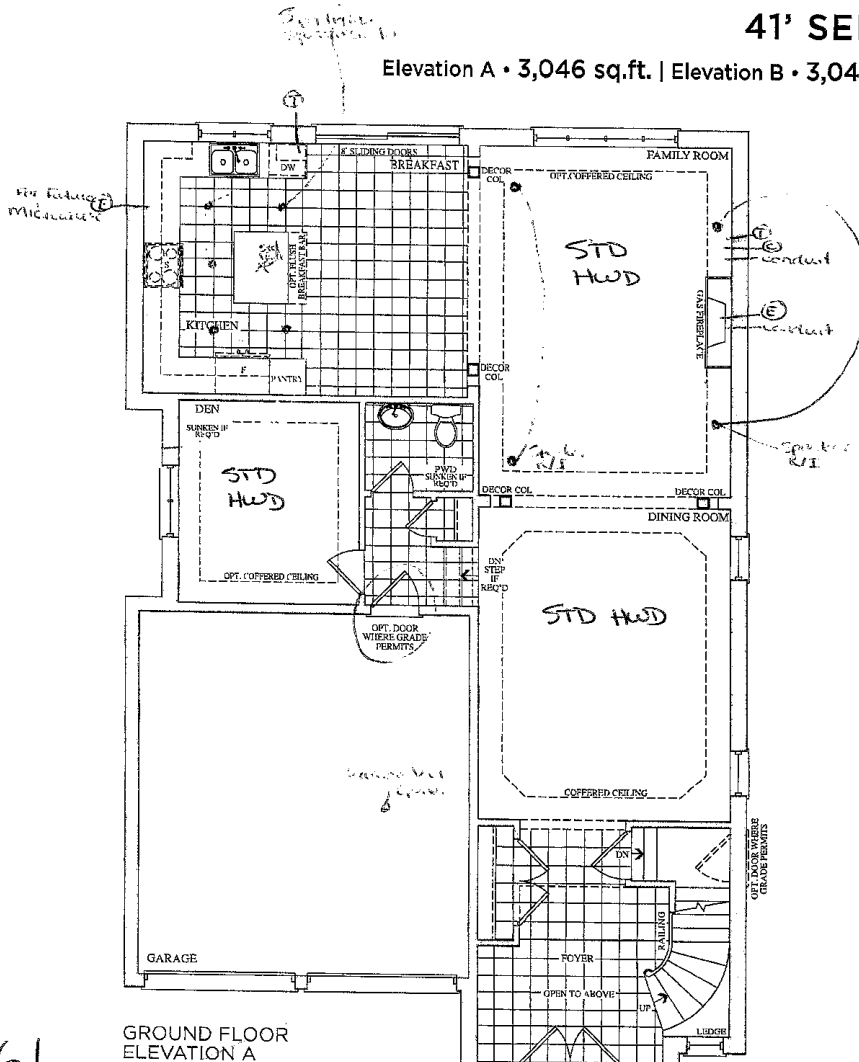 41' SE
Elevation A • 3,046 sq.ft. | Elevation B • 3,04
T
8' SLIDING DOORS
DW
BREAKFAST
DECOR
COL
FAMILY ROOM
OPT. COFFERED CEILING
For Future E
Microwave
STD
HWD
T
C
conduit
OPT. FLUSH
BREAKFAST BAR
GAS FIREPLACE
E
conduit
KITCHEN
F
PANTRY
DECOR
COL
DEN
SUNKEN IF
REQ'D
STD
HWD
PWD
SUNKEN IF
REQ'D
R/I
Speaker
R/I
DECOR COL
DECOR COL
DINING ROOM
OPT. COFFERED CEILING
DN
STEP
IF
REQ'D
STD HWD
OPT. DOOR
WHERE GRADE
PERMITS
COFFERED CEILING
DN
OPT. DOOR WHERE
GRADE PERMITS
RAILING
GARAGE
FOYER
OPEN TO ABOVE
UP
LEDGE
GROUND FLOOR
ELEVATION A